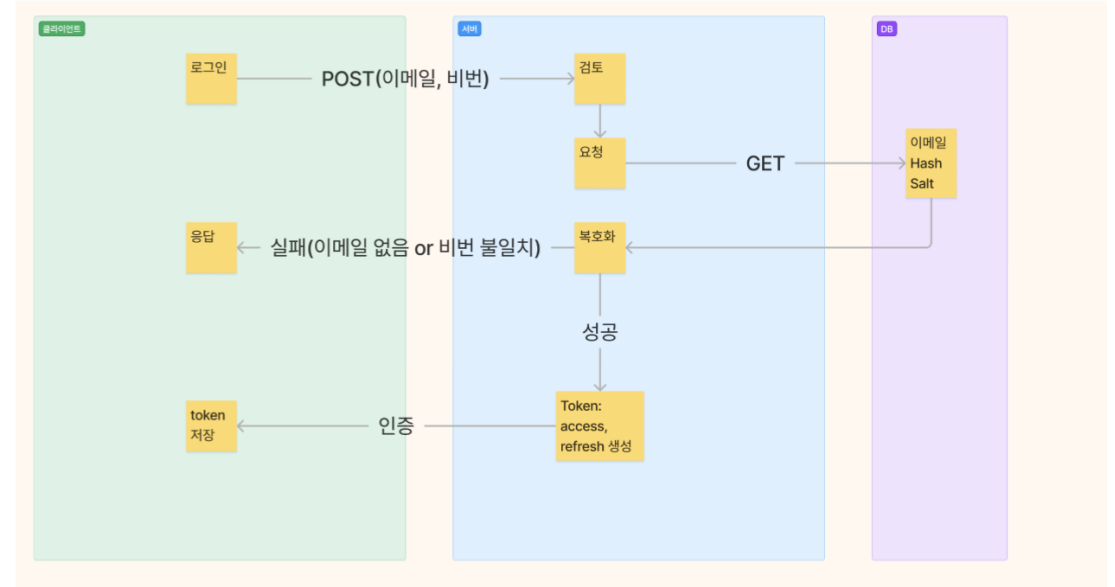 클라이언트
서버
DB
로그인
POST(이메일, 비번)
검토
요청
GET
이메일
Hash
Salt
응답
실패(이메일 없음 or 비번 불일치)
복호화
성공
Token:
access,
refresh 생성
인증
token
저장